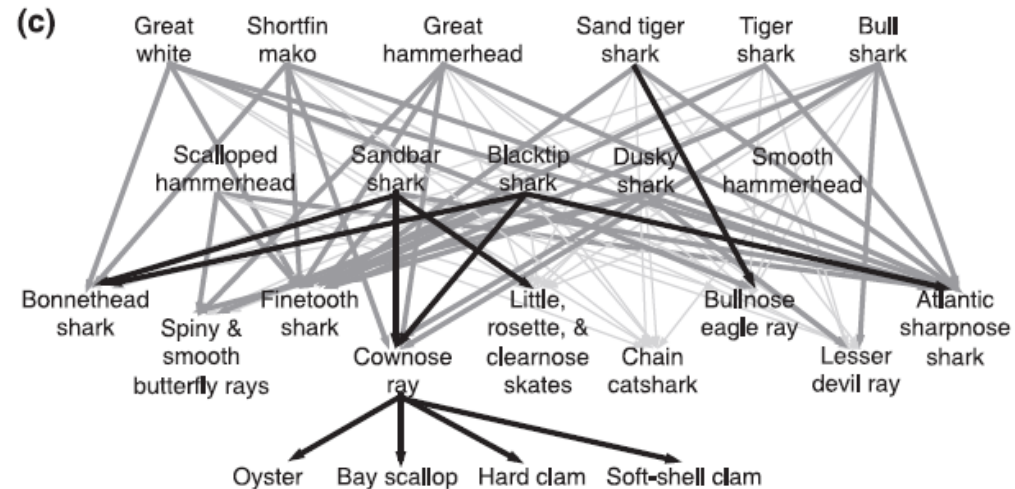 (c)
Great
white
Shortfin
mako
Great
hammerhead
Sand tiger
shark
Tiger
shark
Bull
shark
Scalloped
hammerhead
Sandbar
shark
Blacktip
shark
Dusky
shark
Smooth
hammerhead
Bonnethead
shark
Spiny &
smooth
butterfly rays
Finetooth
shark
Cownose
ray
Little,
rosette, &
clearnose
skates
Chain
catshark
Bullnose
eagle ray
Lesser
devil ray
Atlantic
sharpnose
shark
Oyster
Bay scallop
Hard clam
Soft-shell clam